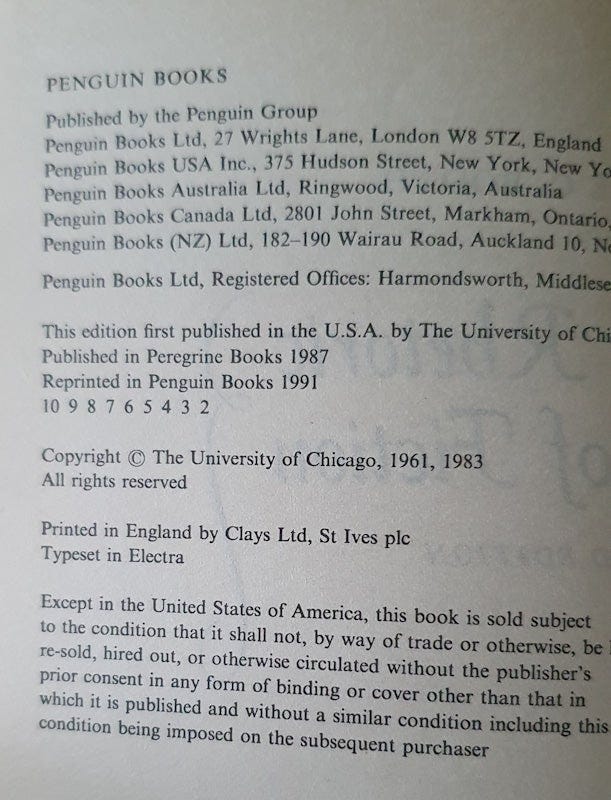 PENGUIN BOOKS
Published by the Penguin Group
Penguin Books Ltd, 27 Wrights Lane, London W8 5TZ, England
Penguin Books USA Inc., 375 Hudson Street, New York, New Yo
Penguin Books Australia Ltd, Ringwood, Victoria, Australia
Penguin Books Canada Ltd, 2801 John Street, Markham, Ontario,
Penguin Books (NZ) Ltd, 182–190 Wairau Road, Auckland 10, Ne
Penguin Books Ltd, Registered Offices: Harmondsworth, Middlese
This edition first published in the U.S.A. by The University of Chi
Published in Peregrine Books 1987
Reprinted in Penguin Books 1991
10 9 8 7 6 5 4 3 2
Copyright © The University of Chicago, 1961, 1983
All rights reserved
Printed in England by Clays Ltd, St Ives plc
Typeset in Electra
Except in the United States of America, this book is sold subject
to the condition that it shall not, by way of trade or otherwise, be
re-sold, hired out, or otherwise circulated without the publisher's
prior consent in any form of binding or cover other than that in
which it is published and without a similar condition including this
condition being imposed on the subsequent purchaser